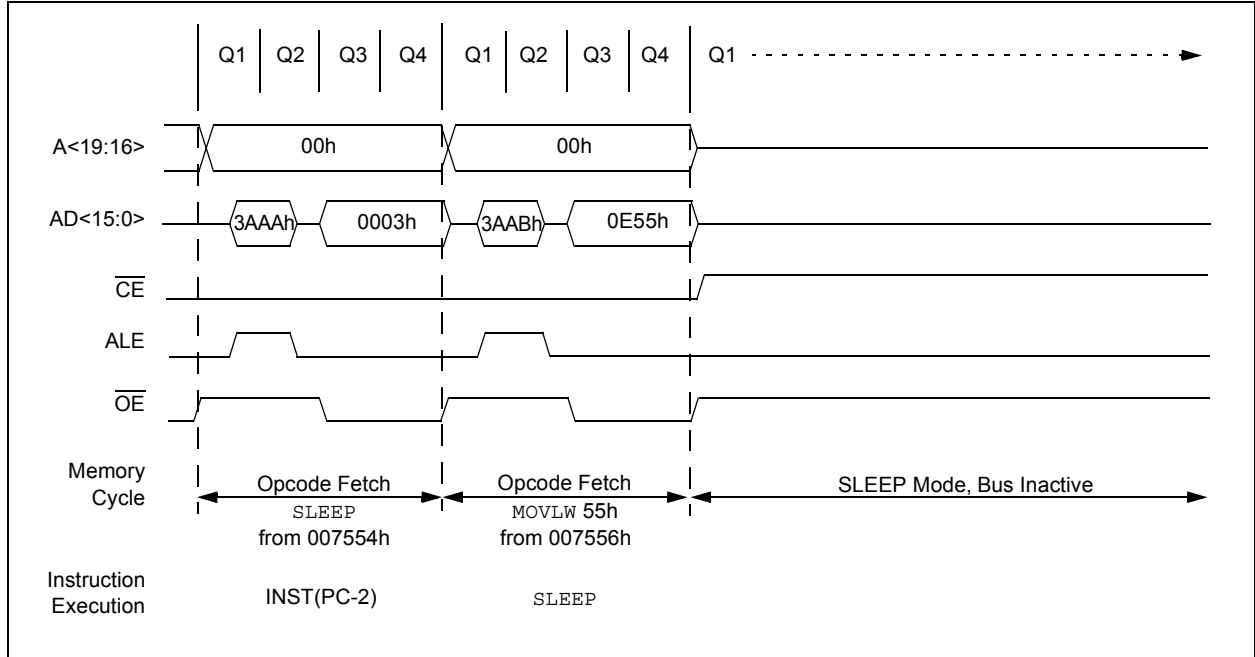 Q1 Q2 Q3 Q4 Q1 Q2 Q3 Q4 Q1
A<19:16> 00h 00h
AD<15:0> 3AAAh 0003h 3AABh 0E55h
CE
ALE
OE
Memory
Cycle
Opcode Fetch
SLEEP
from 007554h
Opcode Fetch
MOVLW 55h
from 007556h
SLEEP Mode, Bus Inactive
Instruction
Execution
INST(PC-2) SLEEP